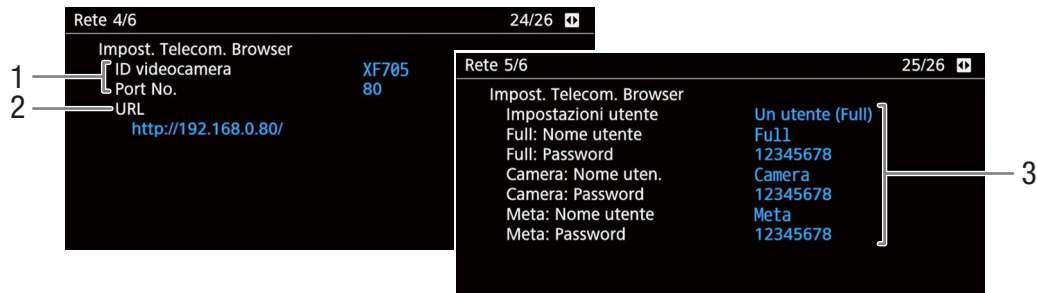 Rete 4/6 24/26
Impost. Telecom. Browser
1
ID videocamera XF705
Port No. 80
2 URL
http://192.168.0.80/
Rete 5/6 25/26
Impost. Telecom. Browser
Impostazioni utente Un utente (Full)
Full: Nome utente Full
Full: Password 12345678
Camera: Nome uten. Camera
3
Camera: Password 12345678
Meta: Nome utente Meta
Meta: Password 12345678